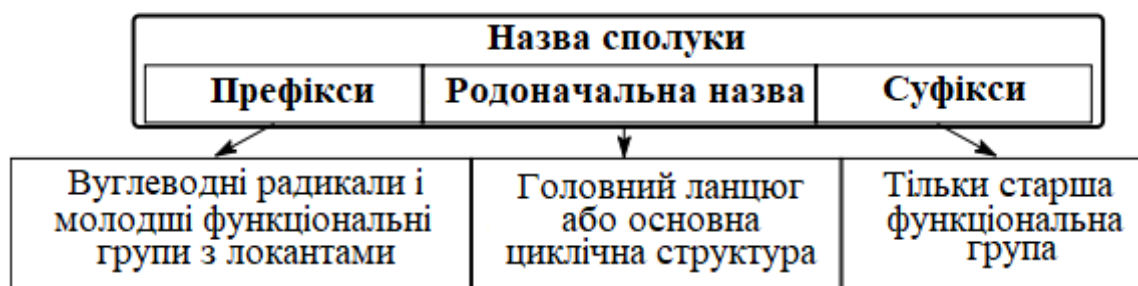 Назва сполуки
Префікси
Родоначальна назва
Суфікси
Вуглеводні радикали і
молодші функціональні
групи з локантами
Головний ланцюг
або основна
циклічна структура
Тільки старша
функціональна
група